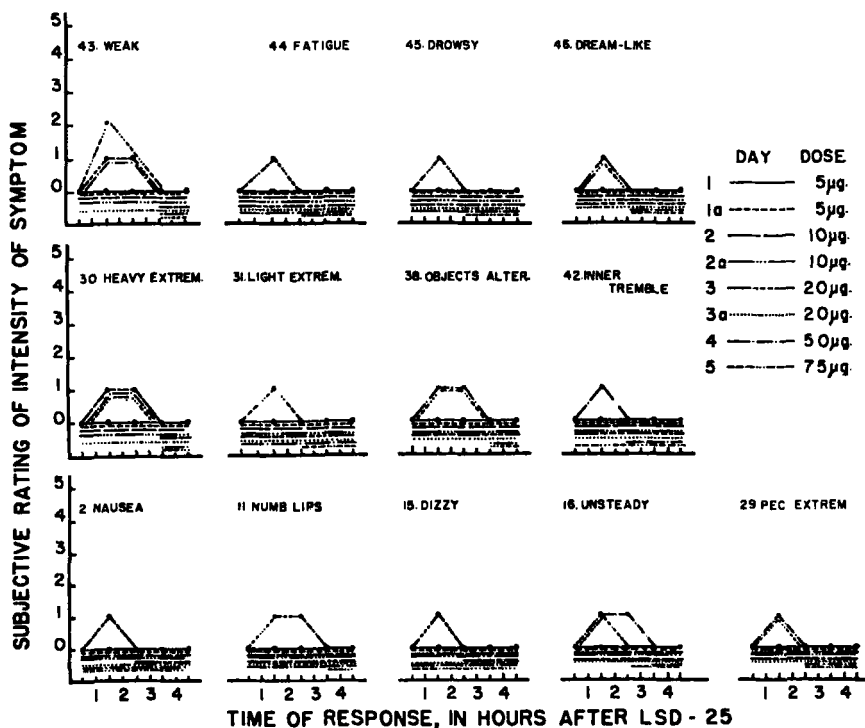 SUBJECTIVE RATING OF INTENSITY OF SYMPTOM
5
4
3
2
1
0
43. WEAK
44 FATIGUE
45. DROWSY
46. DREAM-LIKE
5
4
3
2
1
0
30 HEAVY EXTREM.
31. LIGHT EXTREM.
38. OBJECTS ALTER.
42. INNER
TREMBLE
5
4
3
2
1
0
2 NAUSEA
11 NUMB LIPS
15. DIZZY
16. UNSTEADY
29 PEC EXTREM
1 2 3 4
1 2 3 4
1 2 3 4
1 2 3 4
1 2 3 4
TIME OF RESPONSE, IN HOURS AFTER LSD - 25
DAY DOSE
1 5µg.
1a 5µg.
2 10µg.
2a 10µg.
3 20µg.
3a 20µg.
4 50µg.
5 75µg.